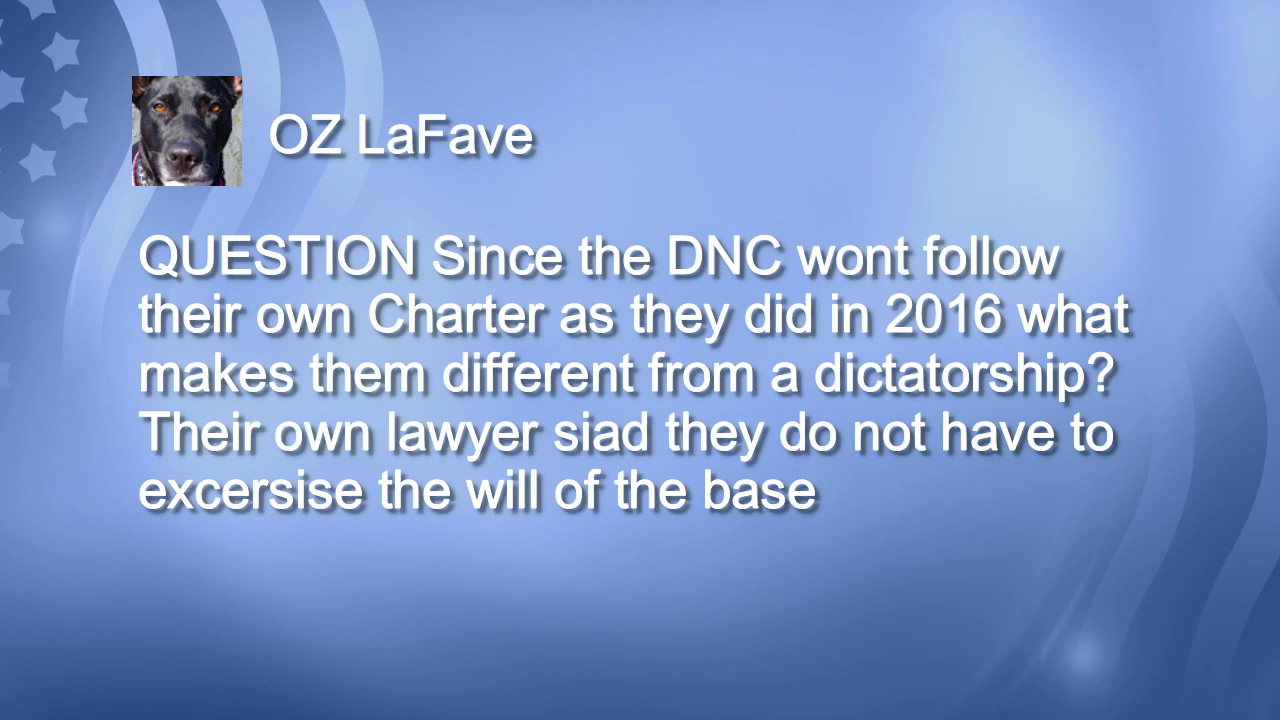 OZ LaFave
QUESTION Since the DNC wont follow
their own Charter as they did in 2016 what
makes them different from a dictatorship?
Their own lawyer siad they do not have to
excersise the will of the base